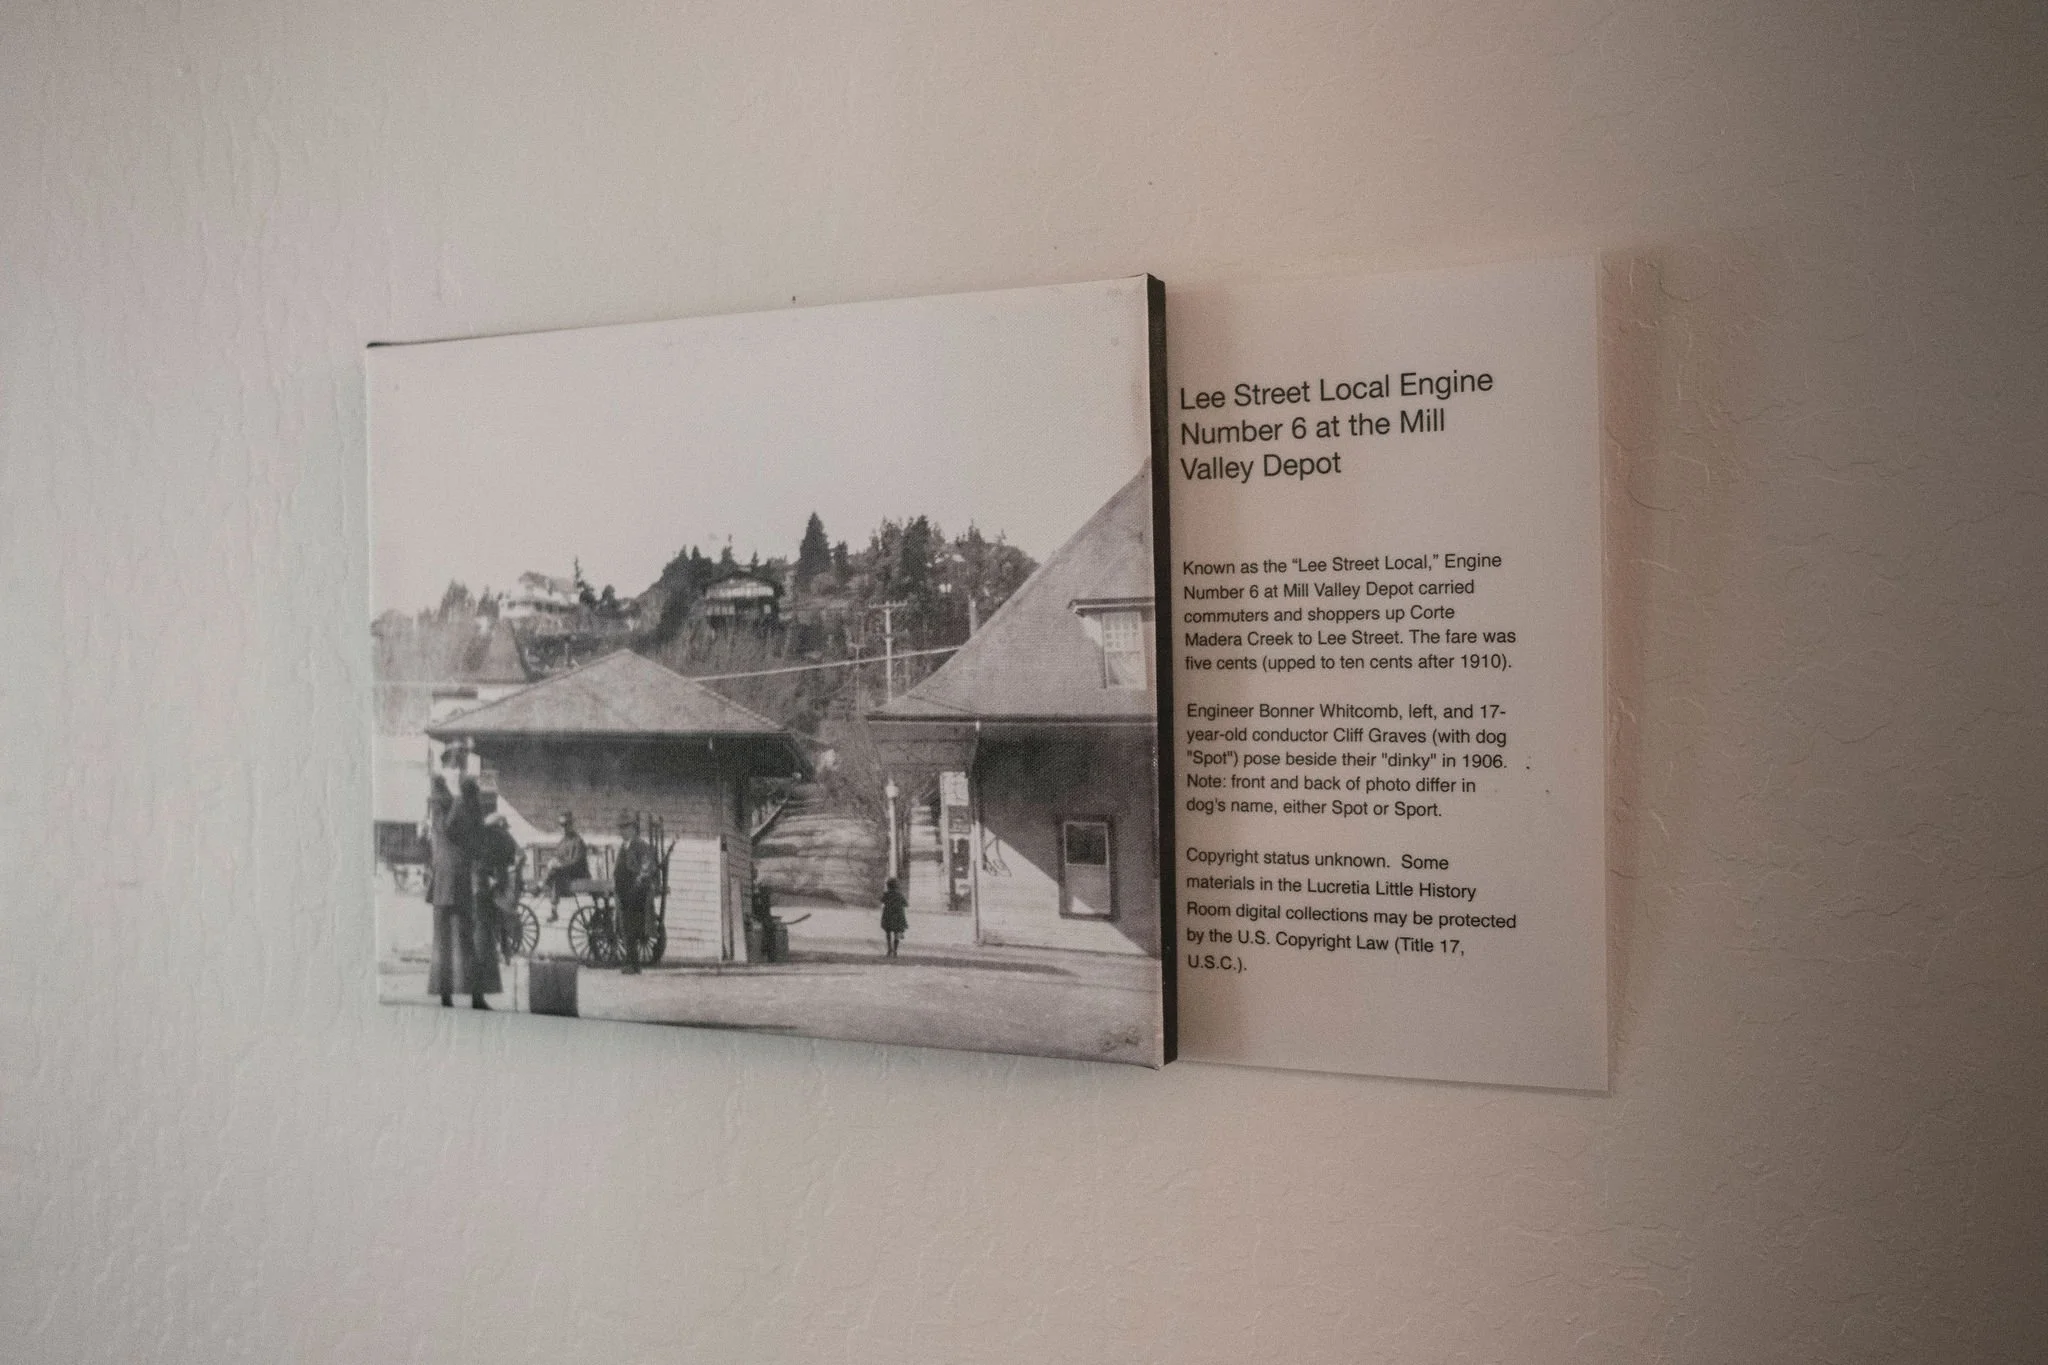 Lee Street Local Engine
Number 6 at the Mill
Valley Depot
Known as the “Lee Street Local,” Engine
Number 6 at Mill Valley Depot carried
commuters and shoppers up Corte
Madera Creek to Lee Street. The fare was
five cents (upped to ten cents after 1910).
Engineer Bonner Whitcomb, left, and 17-
year-old conductor Cliff Graves (with dog
"Spot") pose beside their "dinky" in 1906.
Note: front and back of photo differ in
dog's name, either Spot or Sport.
Copyright status unknown.  Some
materials in the Lucretia Little History
Room digital collections may be protected
by the U.S. Copyright Law (Title 17,
U.S.C.).